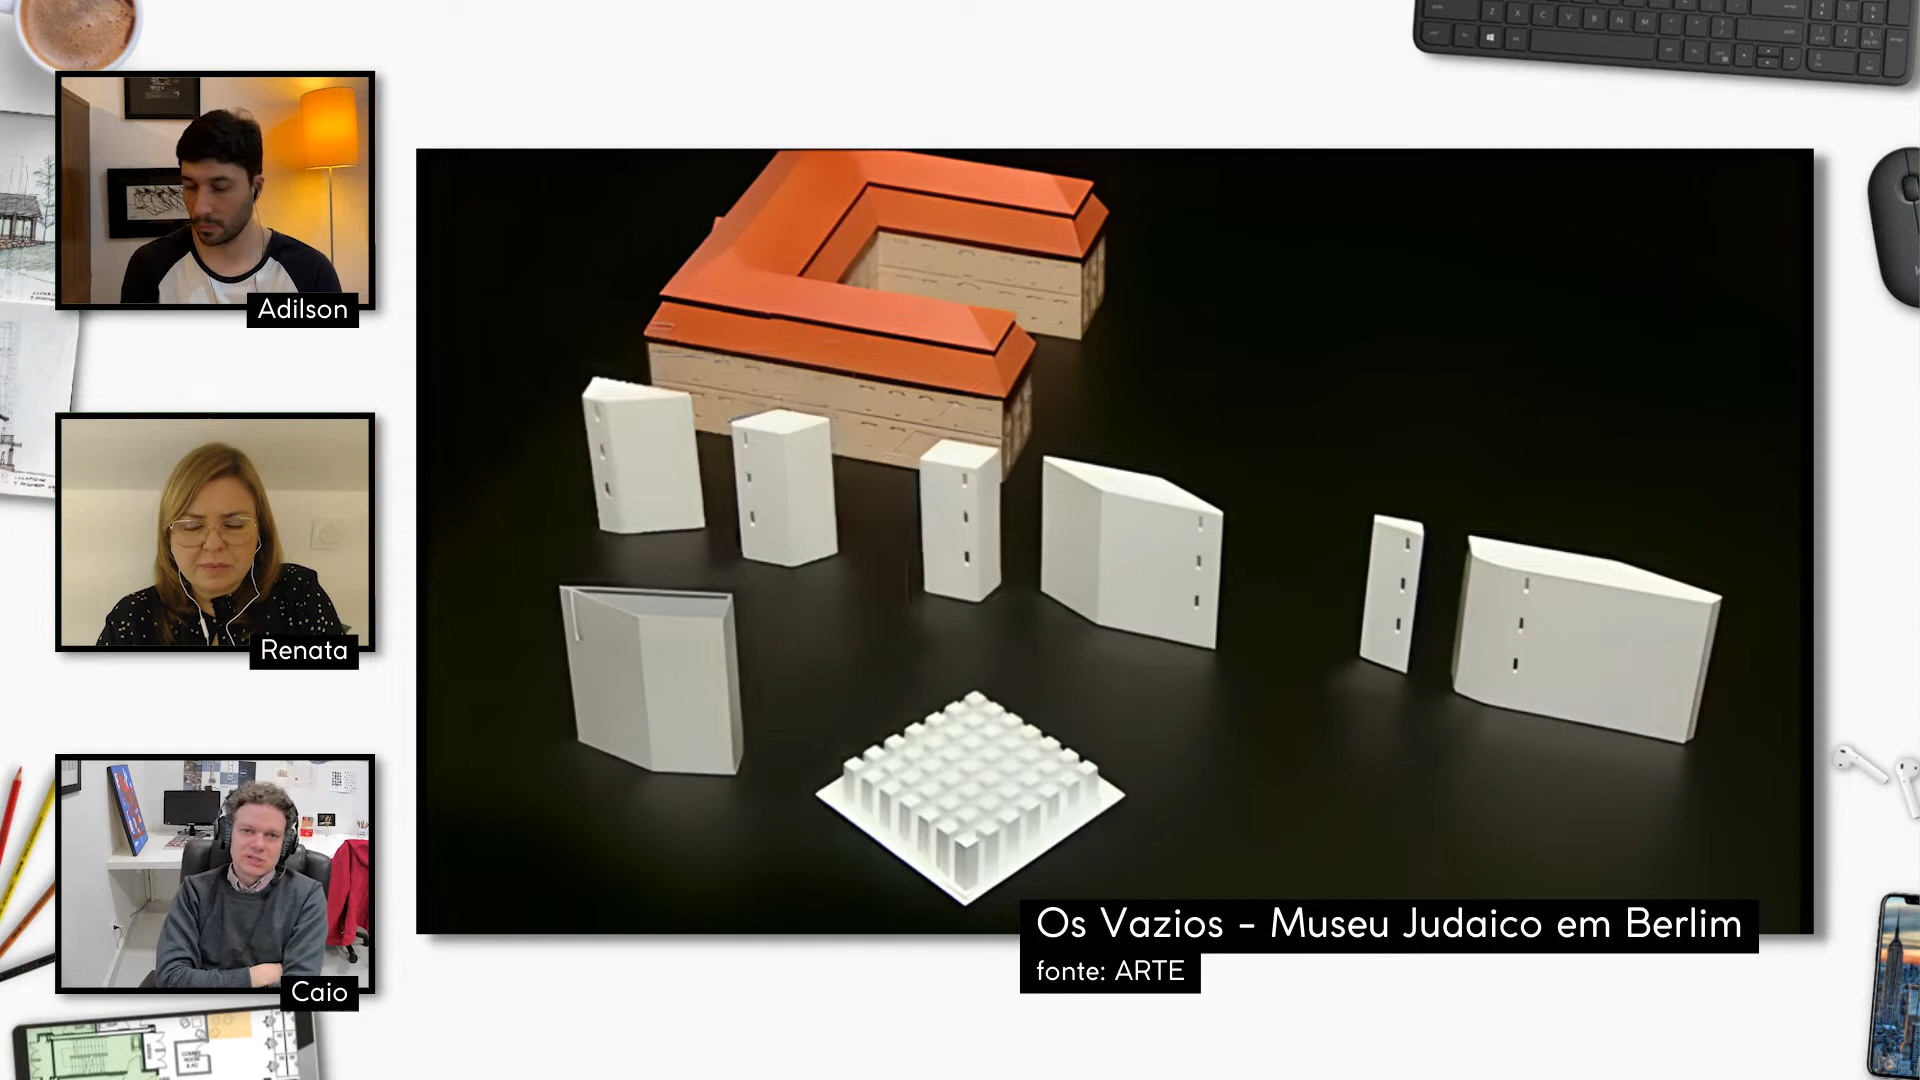 Adilson
Renata
Caio
Os Vazios - Museu Judaico em Berlim
fonte: ARTE